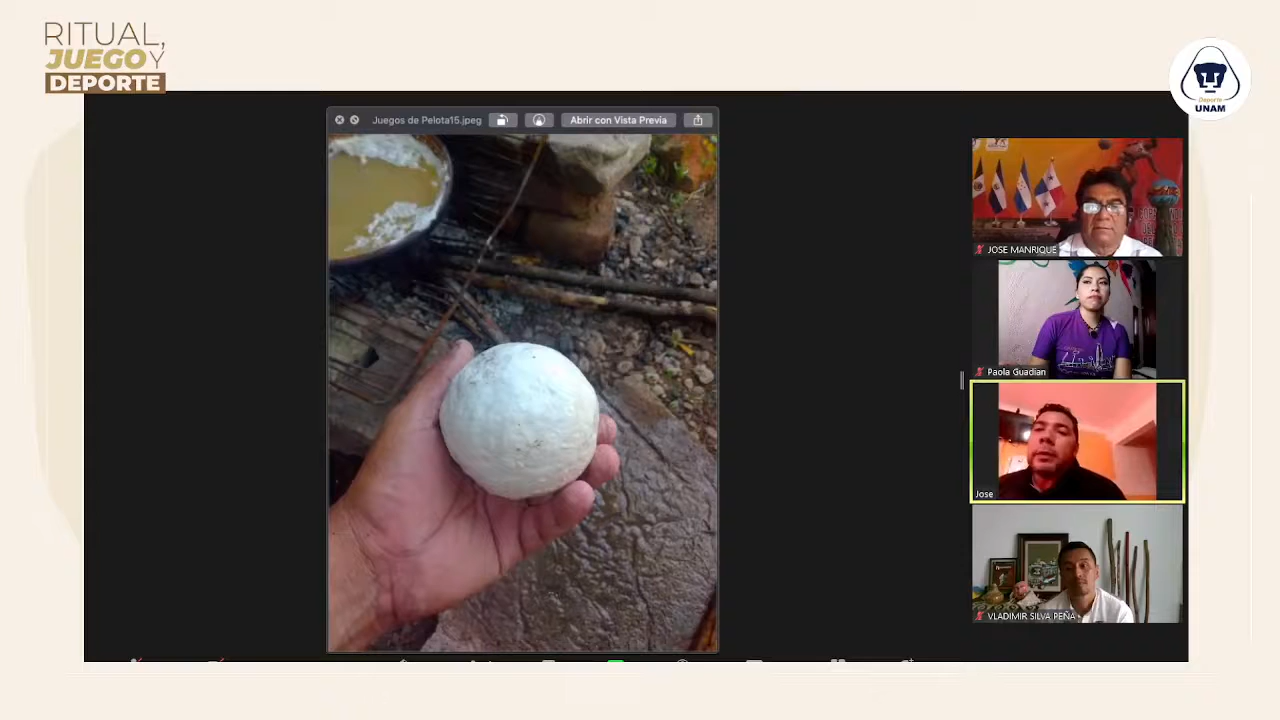 RITUAL,
JUEGO Y
DEPORTE
Deporte
UNAM
Juegos de Pelota15.jpeg
Abrir con Vista Previa
JOSE MANRIQUE
Paola Guadian
Jose
VLADIMIR SILVA PEÑA